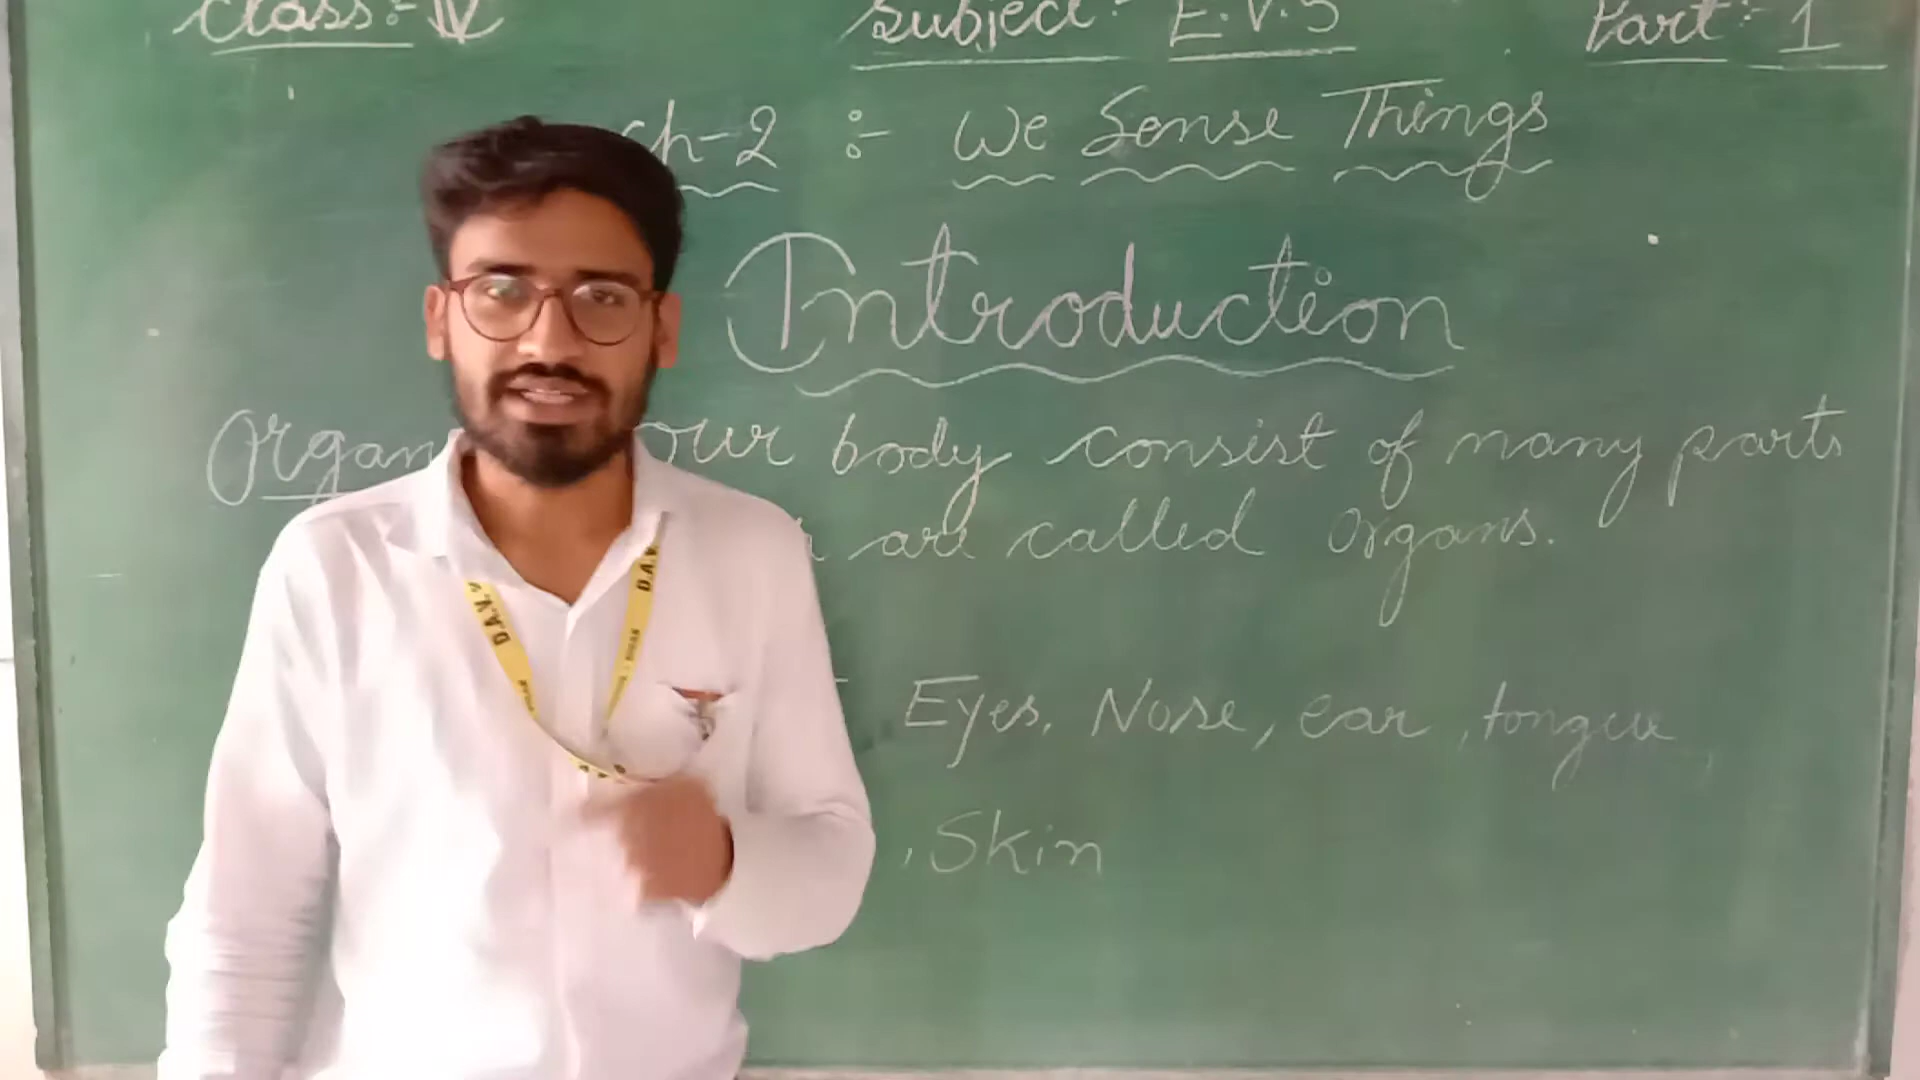 Class:- IV Subject:- E.V.S Part:- 1
Ch-2 :- We Sense Things
Introduction
Organ our body consist of many parts
are called Organs.
Eyes, Nose, ear, tongue,
, Skin
D.A.V. D.A.